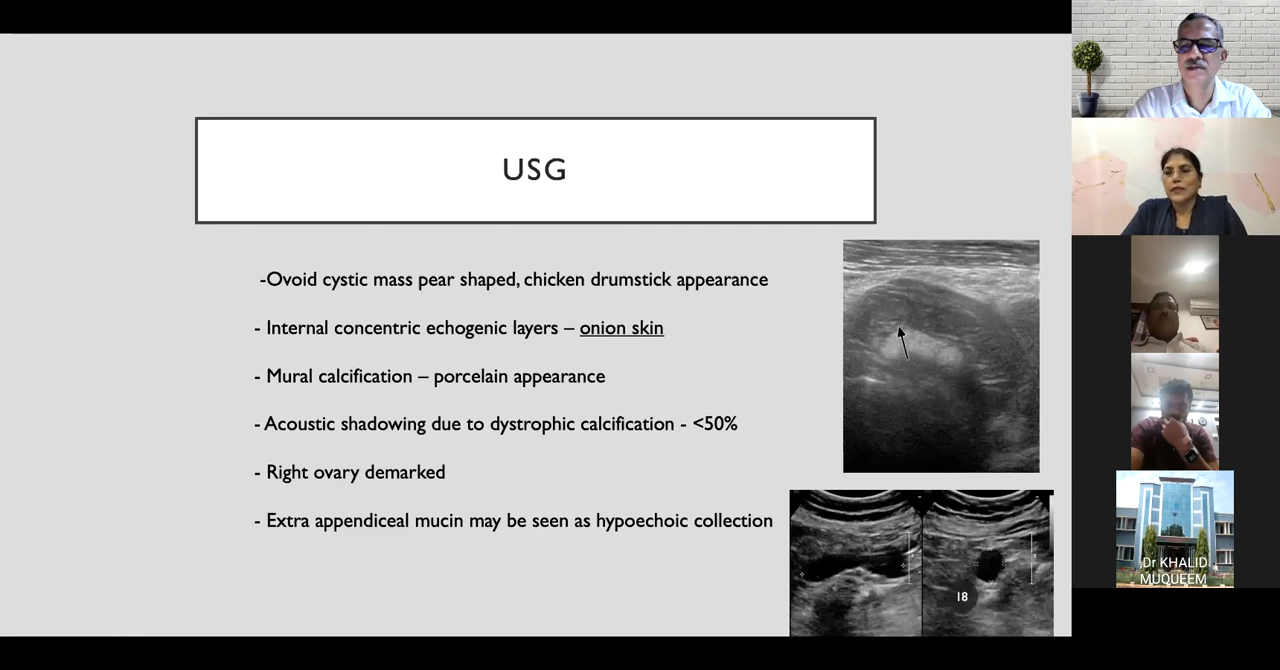 USG
-Ovoid cystic mass pear shaped, chicken drumstick appearance
- Internal concentric echogenic layers – onion skin
- Mural calcification – porcelain appearance
- Acoustic shadowing due to dystrophic calcification - <50%
- Right ovary demarked
- Extra appendiceal mucin may be seen as hypoechoic collection
18
Dr KHALID
MUQUEEM